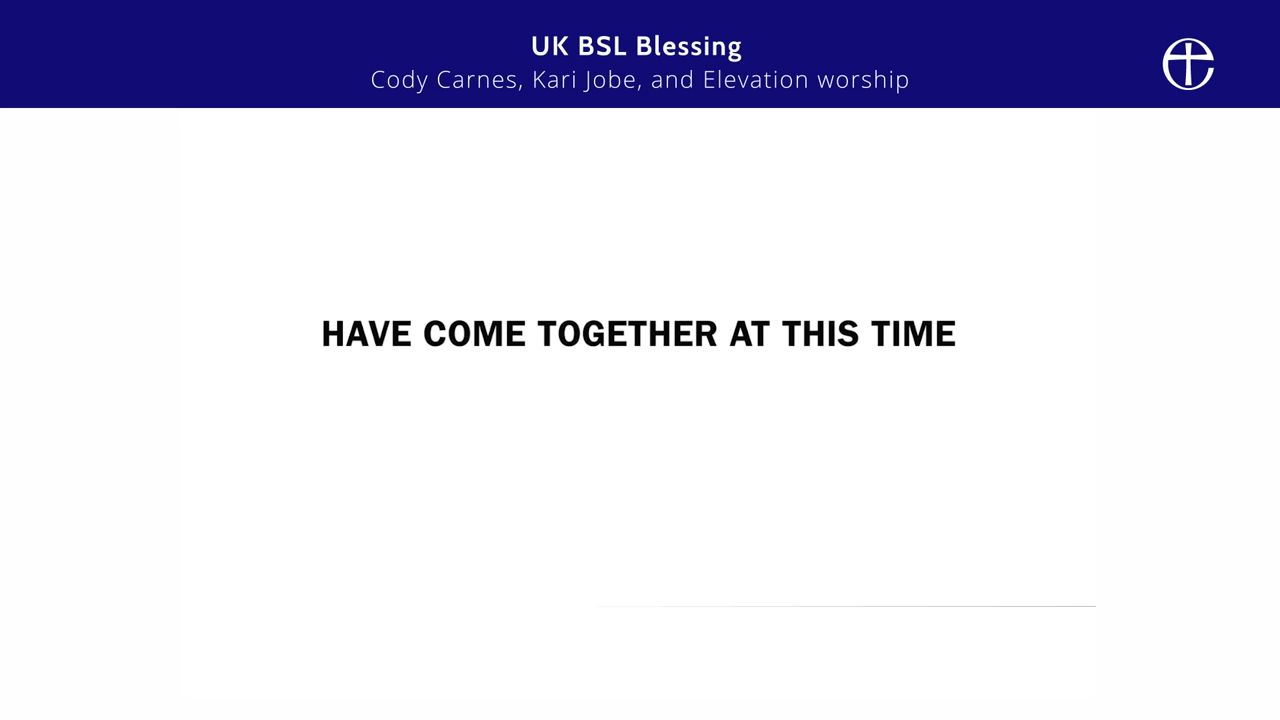 UK BSL Blessing
Cody Carnes, Kari Jobe, and Elevation worship
HAVE COME TOGETHER AT THIS TIME